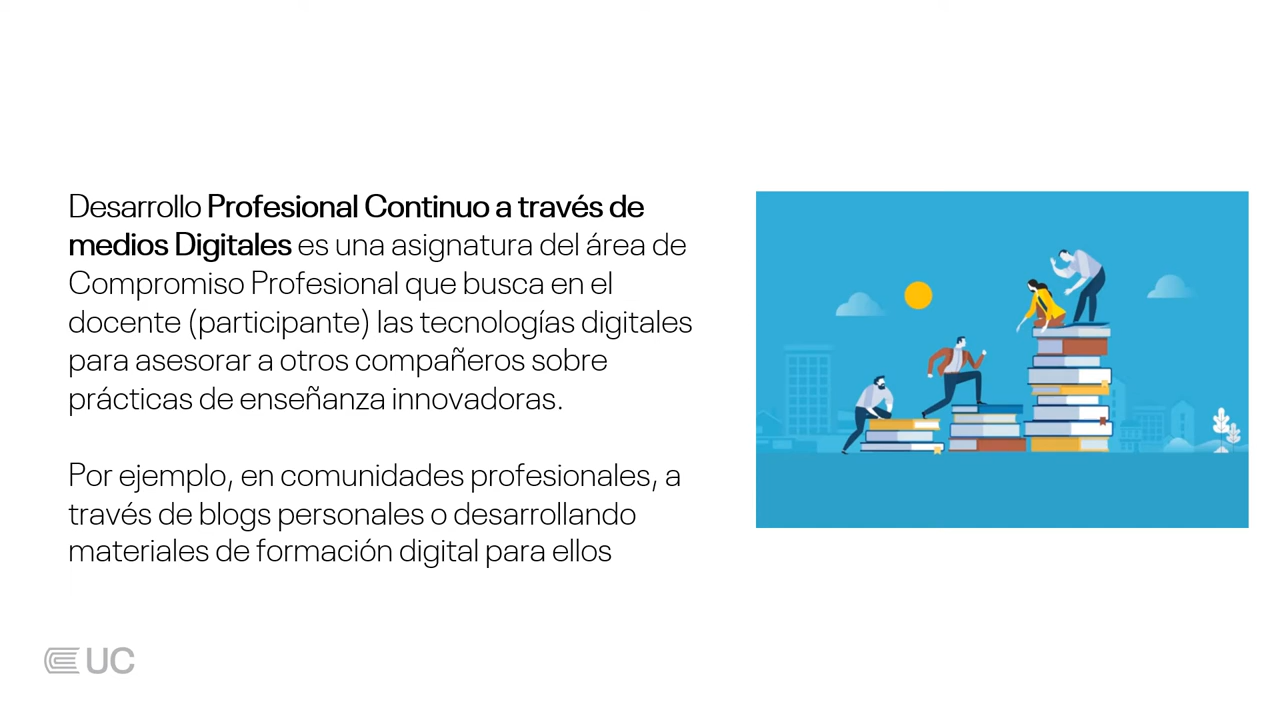 Desarrollo Profesional Continuo a través de
medios Digitales es una asignatura del área de
Compromiso Profesional que busca en el
docente (participante) las tecnologías digitales
para asesorar a otros compañeros sobre
prácticas de enseñanza innovadoras.
Por ejemplo, en comunidades profesionales, a
través de blogs personales o desarrollando
materiales de formación digital para ellos
UC